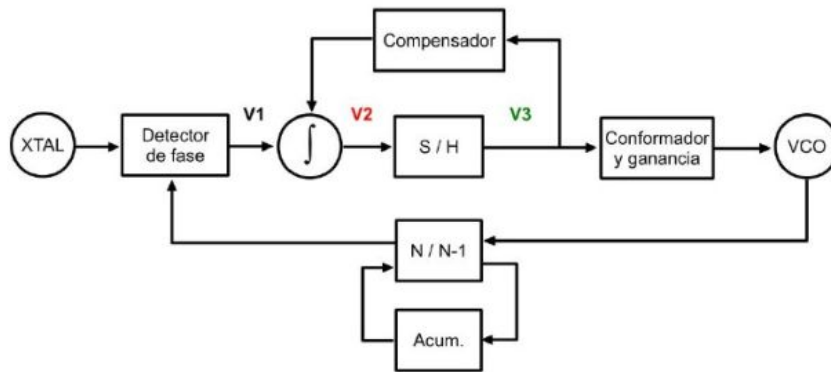 Compensador
V1
V2
V3
XTAL
Detector
de fase
∫
S / H
Conformador
y ganancia
VCO
N / N-1
Acum.